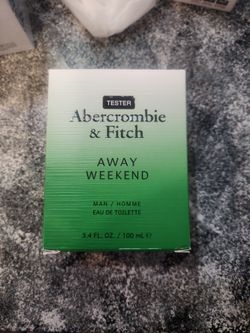 TESTER
Abercrombie
& Fitch
AWAY
WEEKEND
MAN / HOMME
EAU DE TOILETTE
3.4 FL. OZ. / 100 mL ℮